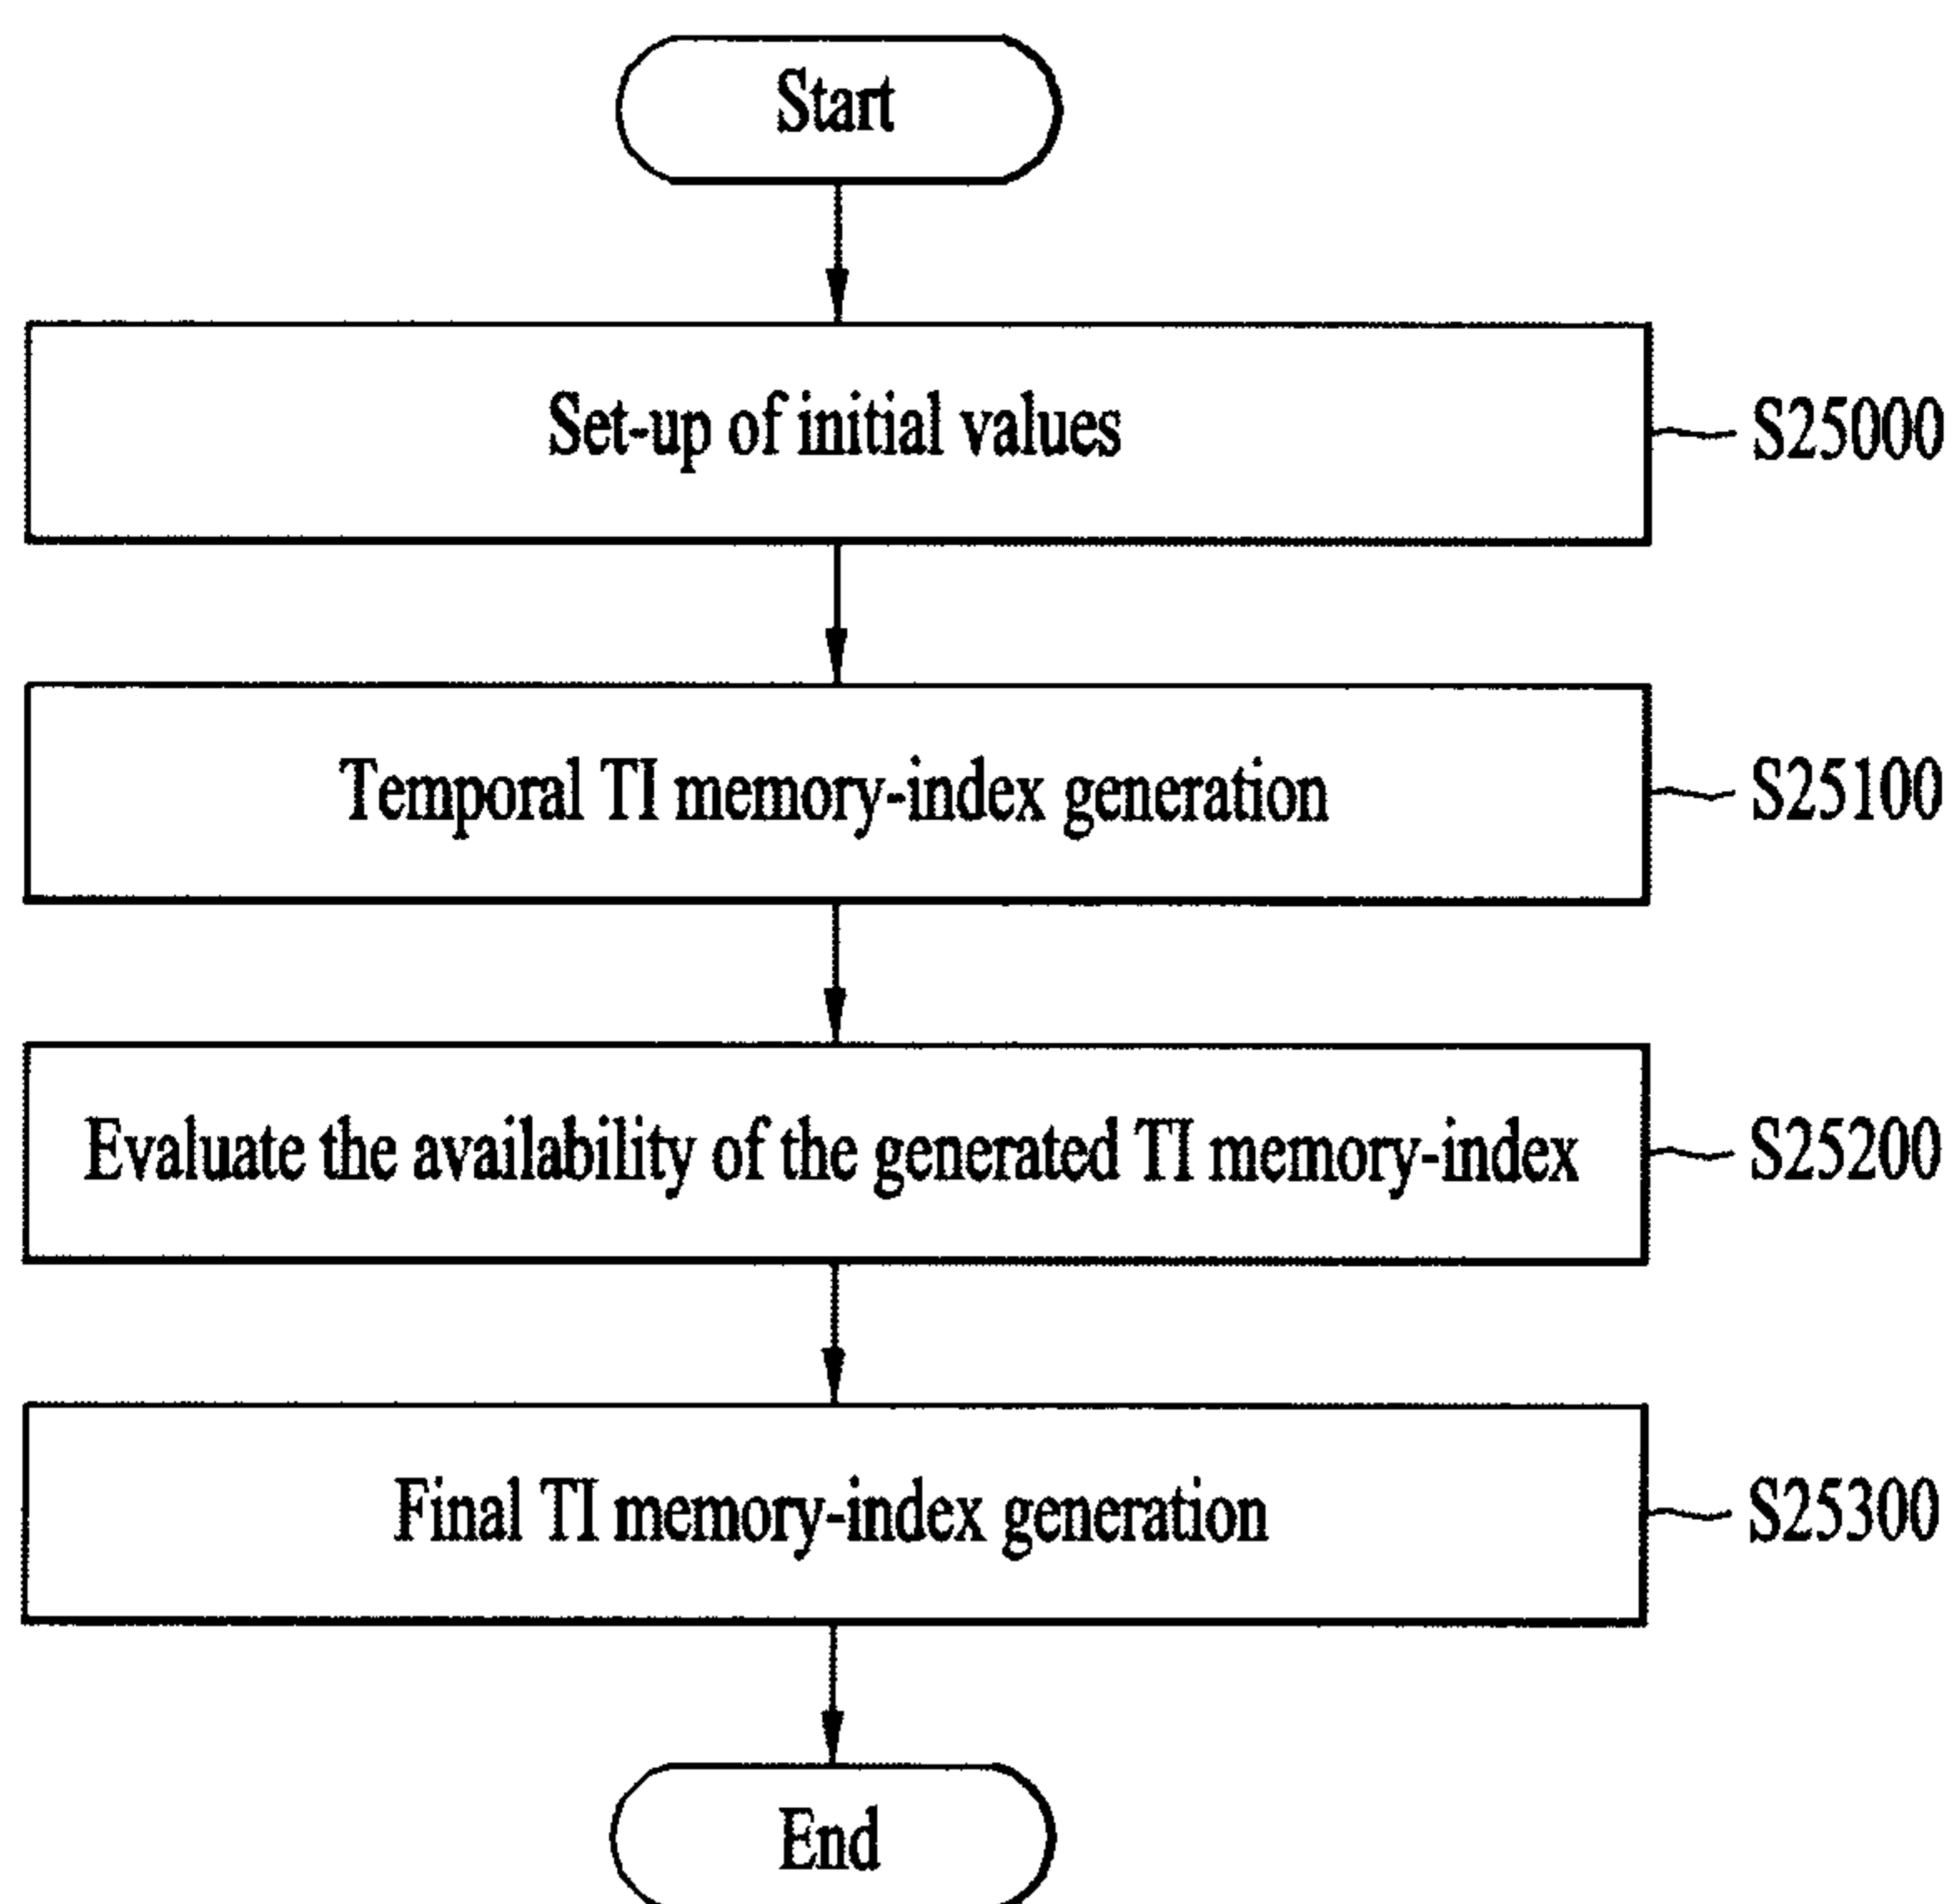 Start
Set-up of initial values
S25000
Temporal TI memory-index generation
S25100
Evaluate the availability of the generated TI memory-index
S25200
Final TI memory-index generation
S25300
End